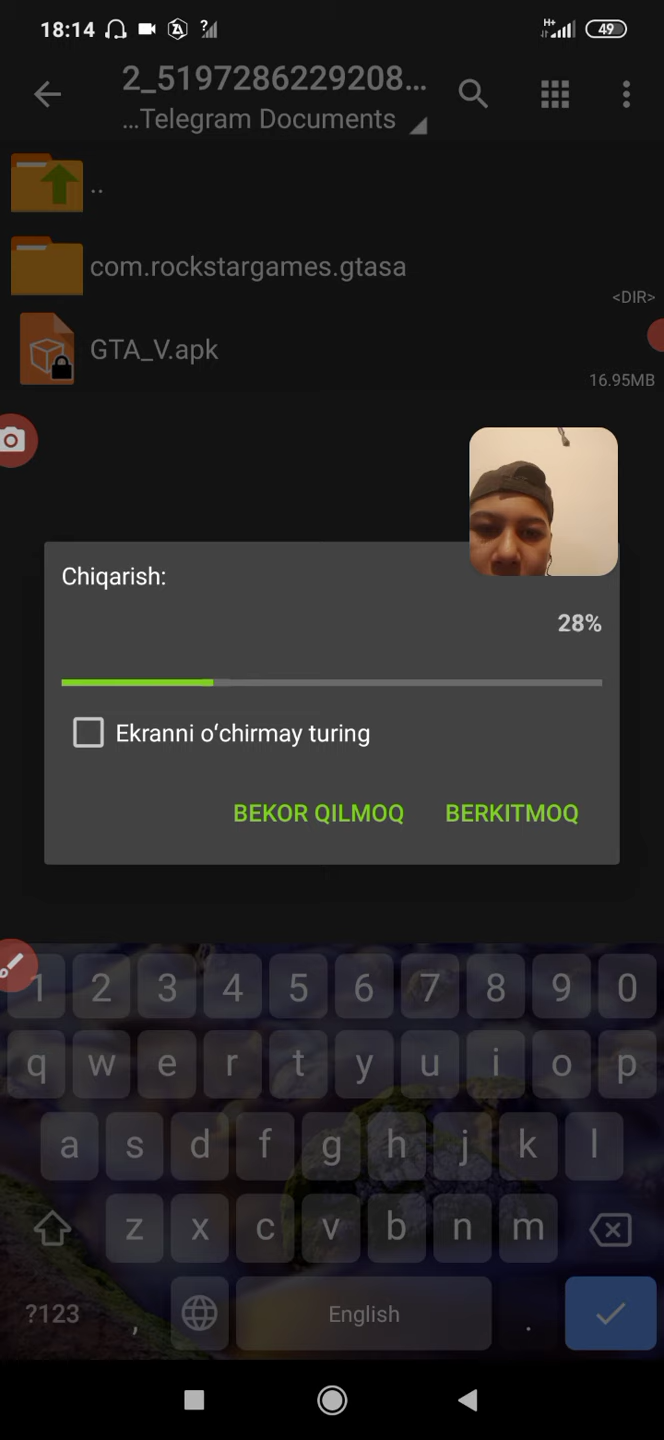 18:14
H+
49
2_5197286229208...
...Telegram Documents
..
com.rockstargames.gtasa
<DIR>
GTA_V.apk
16.95MB
Chiqarish:
28%
Ekranni oʻchirmay turing
BEKOR QILMOQ BERKITMOQ
1 2 3 4 5 6 7 8 9 0
q w e r t y u i o p
a s d f g h j k l
z x c v b n m
?123 , English .